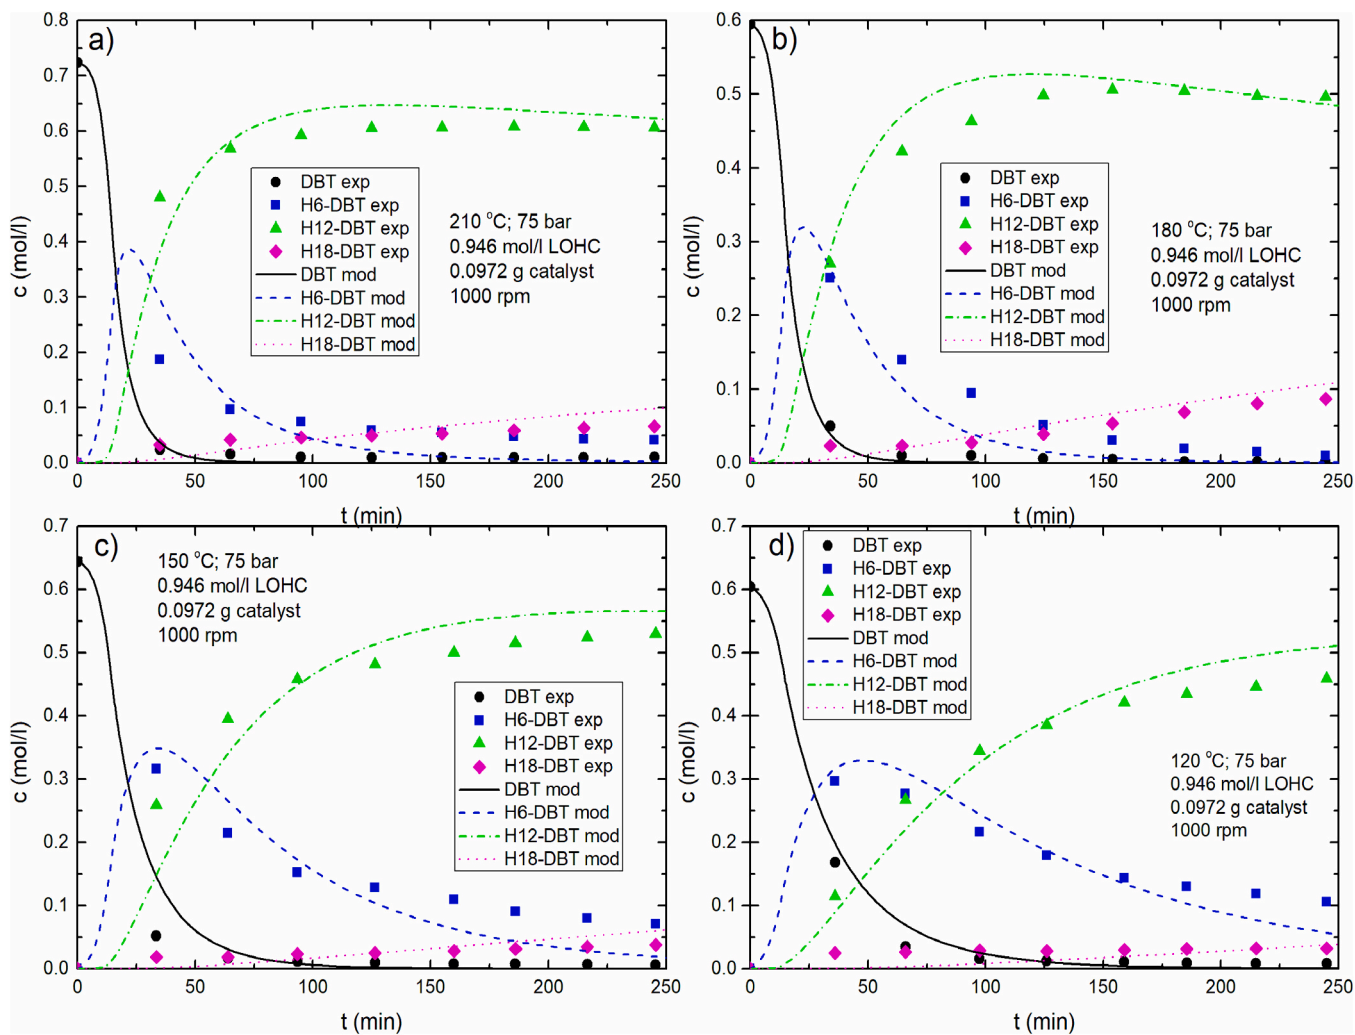 a)
0.8
0.7
0.6
0.5
0.4
0.3
0.2
0.1
0.0
c (mol/l)
DBT exp
H6-DBT exp
H12-DBT exp
H18-DBT exp
DBT mod
H6-DBT mod
H12-DBT mod
H18-DBT mod
210 °C; 75 bar
0.946 mol/l LOHC
0.0972 g catalyst
1000 rpm
0 50 100 150 200 250
t (min)
b)
0.6
0.5
0.4
0.3
0.2
0.1
0.0
c (mol/l)
DBT exp
H6-DBT exp
H12-DBT exp
H18-DBT exp
DBT mod
H6-DBT mod
H12-DBT mod
H18-DBT mod
180 °C; 75 bar
0.946 mol/l LOHC
0.0972 g catalyst
1000 rpm
0 50 100 150 200 250
t (min)
c)
0.7
0.6
0.5
0.4
0.3
0.2
0.1
0.0
c (mol/l)
150 °C; 75 bar
0.946 mol/l LOHC
0.0972 g catalyst
1000 rpm
DBT exp
H6-DBT exp
H12-DBT exp
H18-DBT exp
DBT mod
H6-DBT mod
H12-DBT mod
H18-DBT mod
0 50 100 150 200 250
t (min)
d)
0.7
0.6
0.5
0.4
0.3
0.2
0.1
0.0
c (mol/l)
DBT exp
H6-DBT exp
H12-DBT exp
H18-DBT exp
DBT mod
H6-DBT mod
H12-DBT mod
H18-DBT mod
120 °C; 75 bar
0.946 mol/l LOHC
0.0972 g catalyst
1000 rpm
0 50 100 150 200 250
t (min)